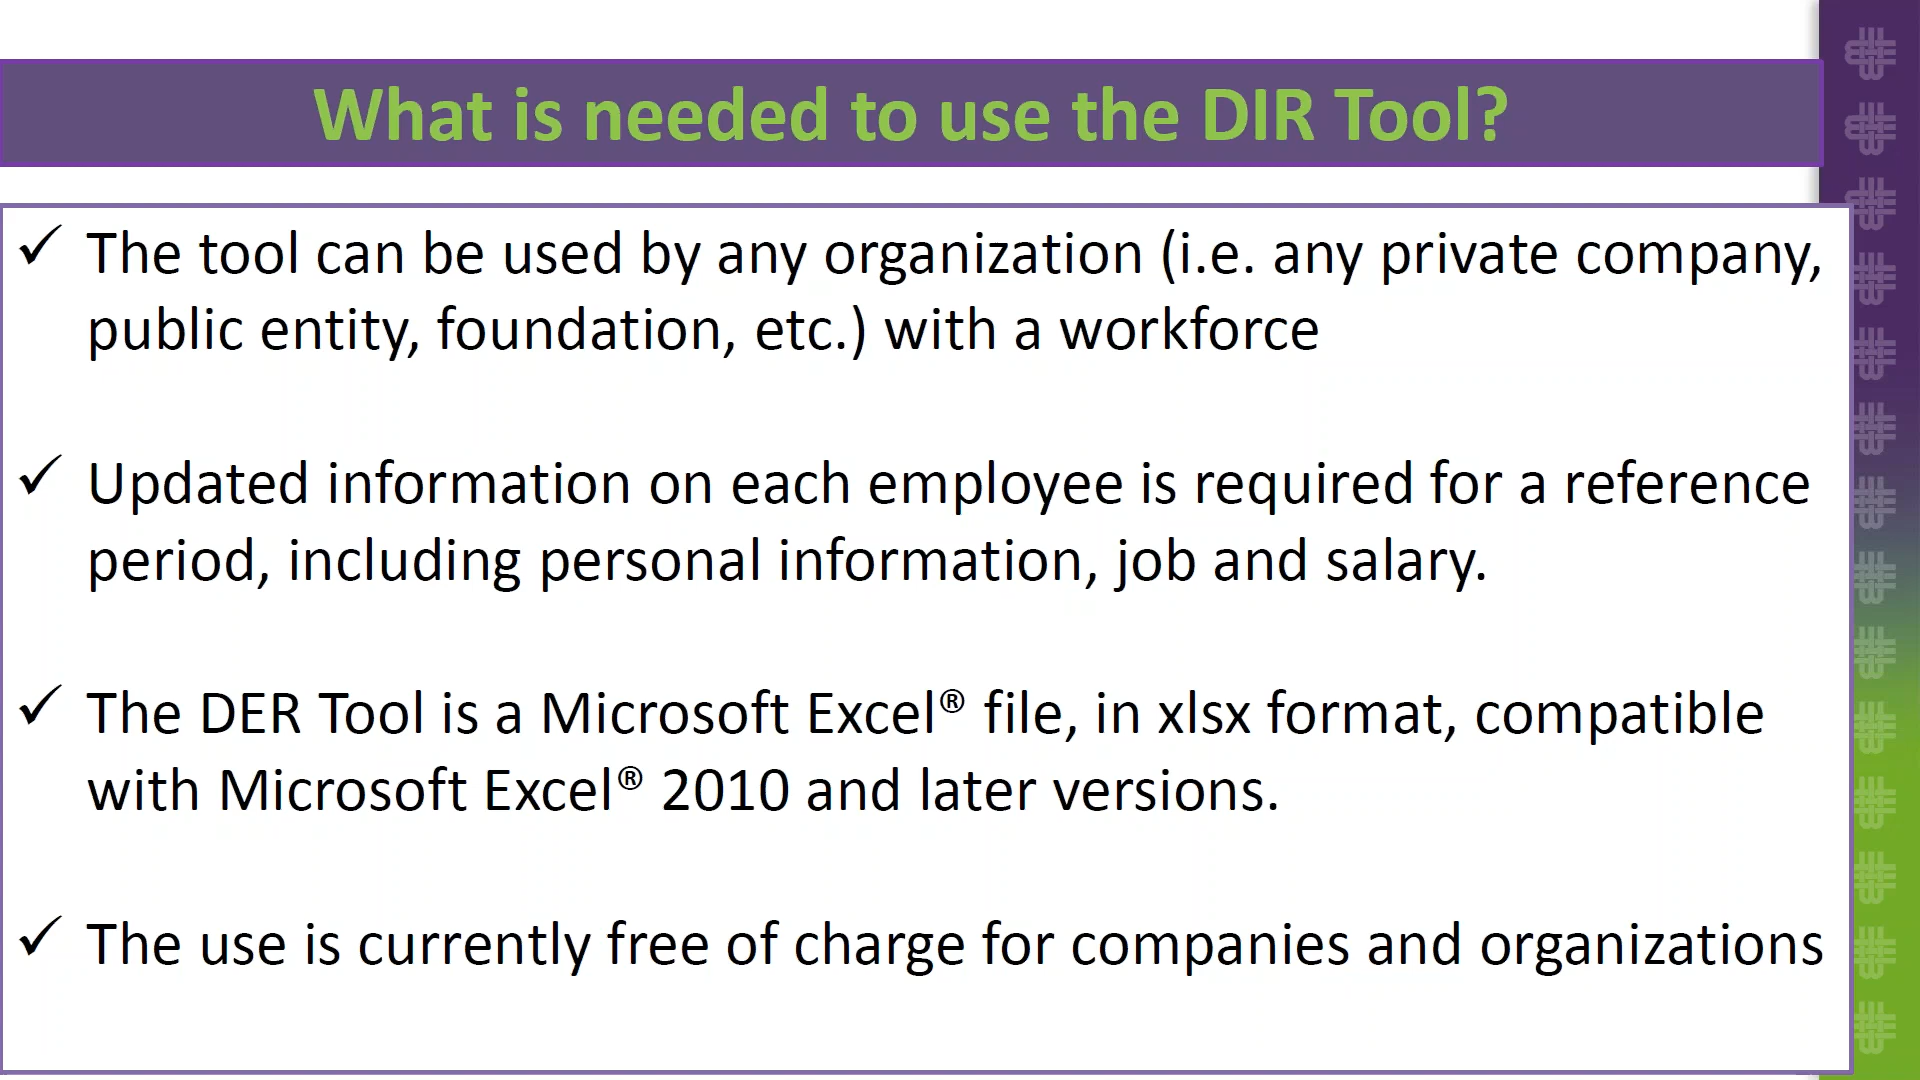 What is needed to use the DIR Tool?
✓ The tool can be used by any organization (i.e. any private company,
public entity, foundation, etc.) with a workforce
✓ Updated information on each employee is required for a reference
period, including personal information, job and salary.
✓ The DER Tool is a Microsoft Excel® file, in xlsx format, compatible
with Microsoft Excel® 2010 and later versions.
✓ The use is currently free of charge for companies and organizations